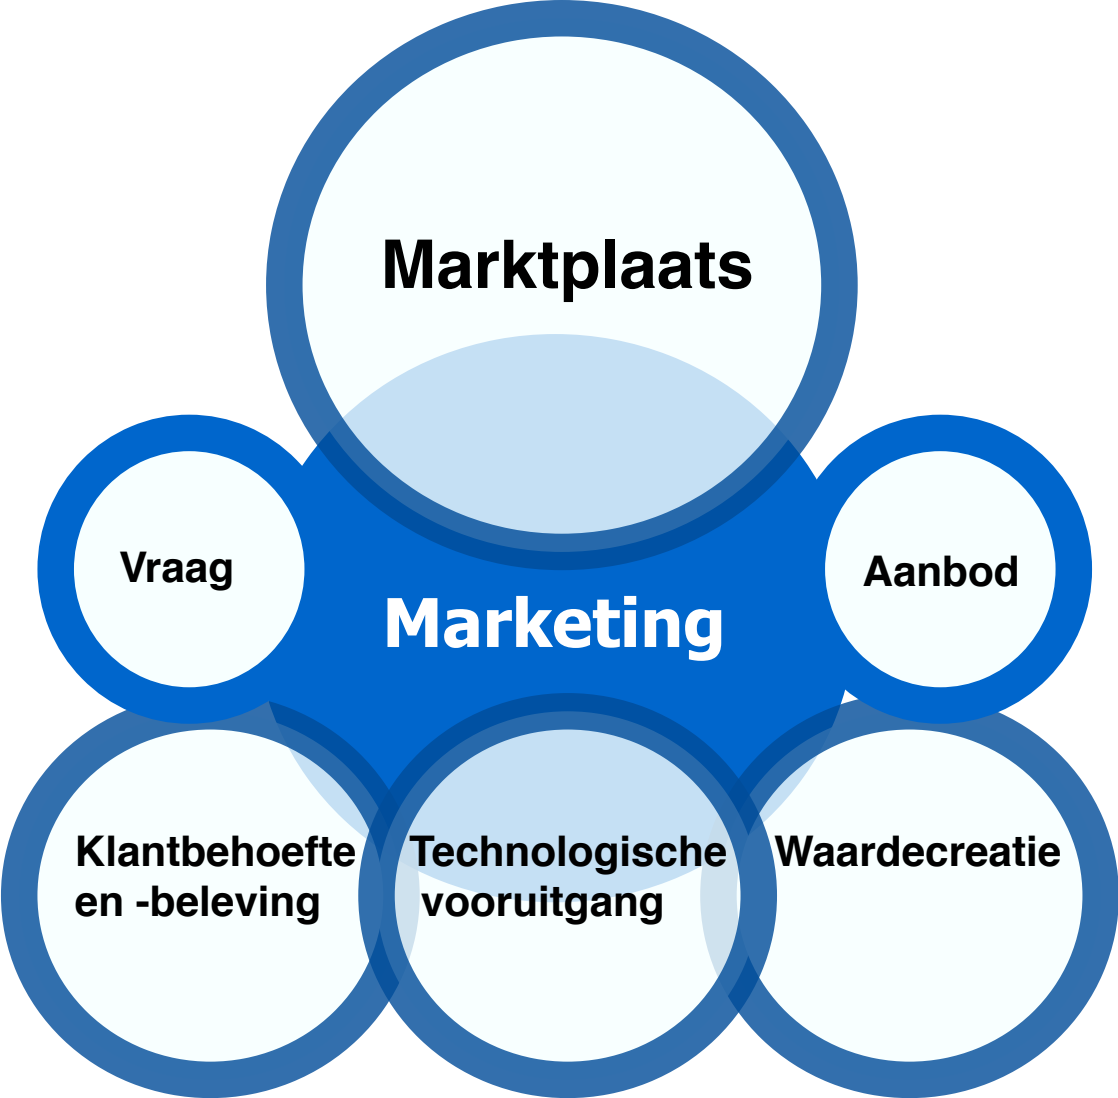 Marktplaats
Vraag
Aanbod
Marketing
Klantbehoefte
en -beleving
Technologische
vooruitgang
Waardecreatie